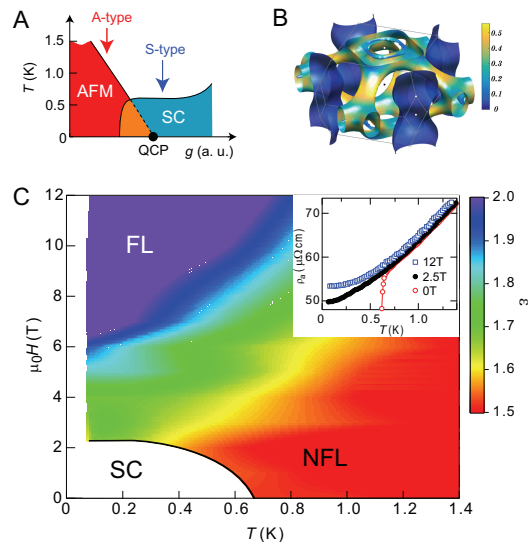 A
A-type
S-type
T (K)
1.5
1.0
0.5
0
AFM
SC
QCP
g (a. u.)
B
0.5
0.4
0.3
0.2
0.1
0
C
μ0H (T)
12
10
8
6
4
2
0
FL
SC
NFL
0
0.2
0.4
0.6
0.8
1.0
1.2
1.4
T (K)
ρa (μΩcm)
70
60
50
12T
2.5T
0T
0
0.5
1.0
T(K)
2.0
1.9
1.8
1.7
1.6
1.5
ε